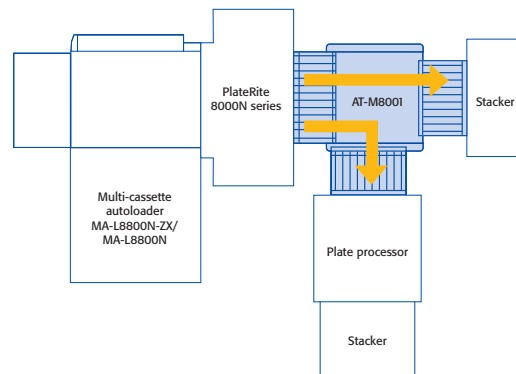 PlateRite
8000N series
AT-M8001
Stacker
Multi-cassette
autoloader
MA-L8800N-ZX/
MA-L8800N
Plate processor
Stacker